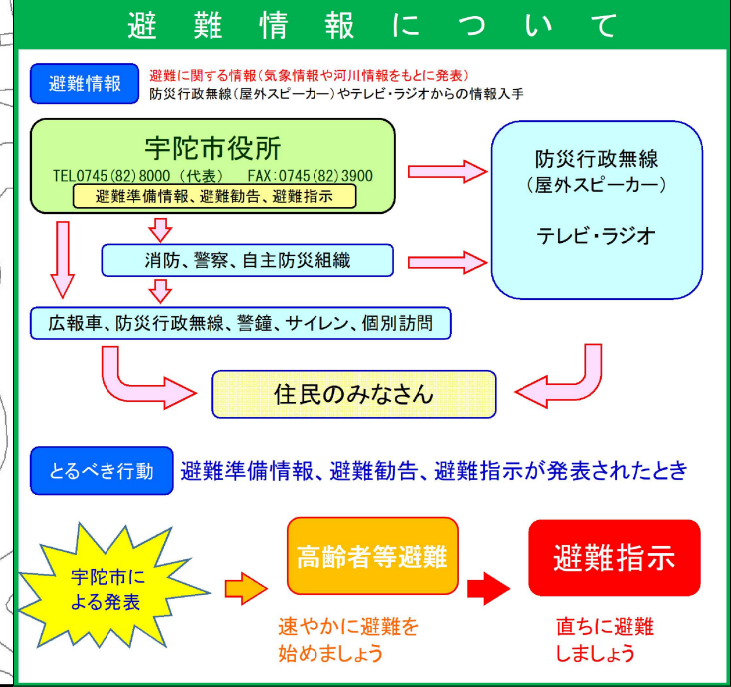 避難情報について
避難情報
避難に関する情報(気象情報や河川情報をもとに発表)
防災行政無線(屋外スピーカー)やテレビ・ラジオからの情報入手
宇陀市役所
TEL0745(82)8000 (代表) FAX:0745(82)3900
避難準備情報、避難勧告、避難指示
防災行政無線
(屋外スピーカー)
テレビ・ラジオ
消防、警察、自主防災組織
広報車、防災行政無線、警鐘、サイレン、個別訪問
住民のみなさん
とるべき行動
避難準備情報、避難勧告、避難指示が発表されたとき
宇陀市に
よる発表
高齢者等避難
速やかに避難を
始めましょう
避難指示
直ちに避難
しましょう